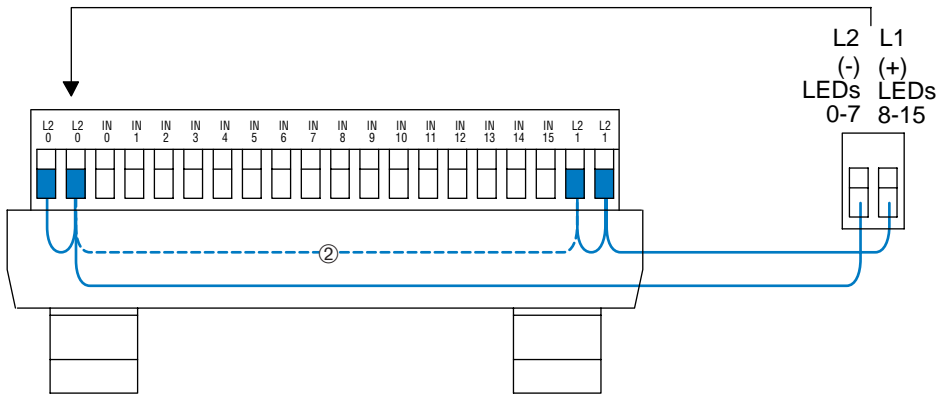 L2 L1
(-) (+)
LEDs LEDs
0-7 8-15
L2 L2 IN IN IN IN IN IN IN IN IN IN IN IN IN IN IN IN L2 L2
0 0 0 1 2 3 4 5 6 7 8 9 10 11 12 13 14 15 1 1
②